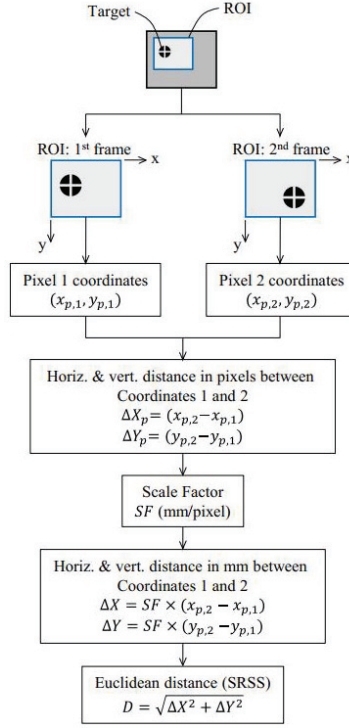 Target
ROI
ROI: 1st frame
x
ROI: 2nd frame
x
y
y
Pixel 1 coordinates
(x_{p,1}, y_{p,1})
Pixel 2 coordinates
(x_{p,2}, y_{p,2})
Horiz. & vert. distance in pixels between
Coordinates 1 and 2
ΔX_p= (x_{p,2}−x_{p,1})
ΔY_p= (y_{p,2}−y_{p,1})
Scale Factor
SF (mm/pixel)
Horiz. & vert. distance in mm between
Coordinates 1 and 2
ΔX = SF × (x_{p,2} − x_{p,1})
ΔY = SF × (y_{p,2} − y_{p,1})
Euclidean distance (SRSS)
D = √(ΔX² + ΔY²)